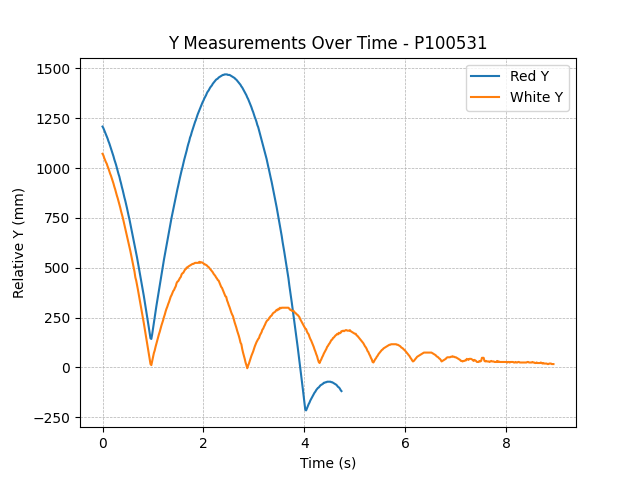 Y Measurements Over Time - P100531
Red Y
White Y
Relative Y (mm)
1500
1250
1000
750
500
250
0
−250
0 2 4 6 8
Time (s)